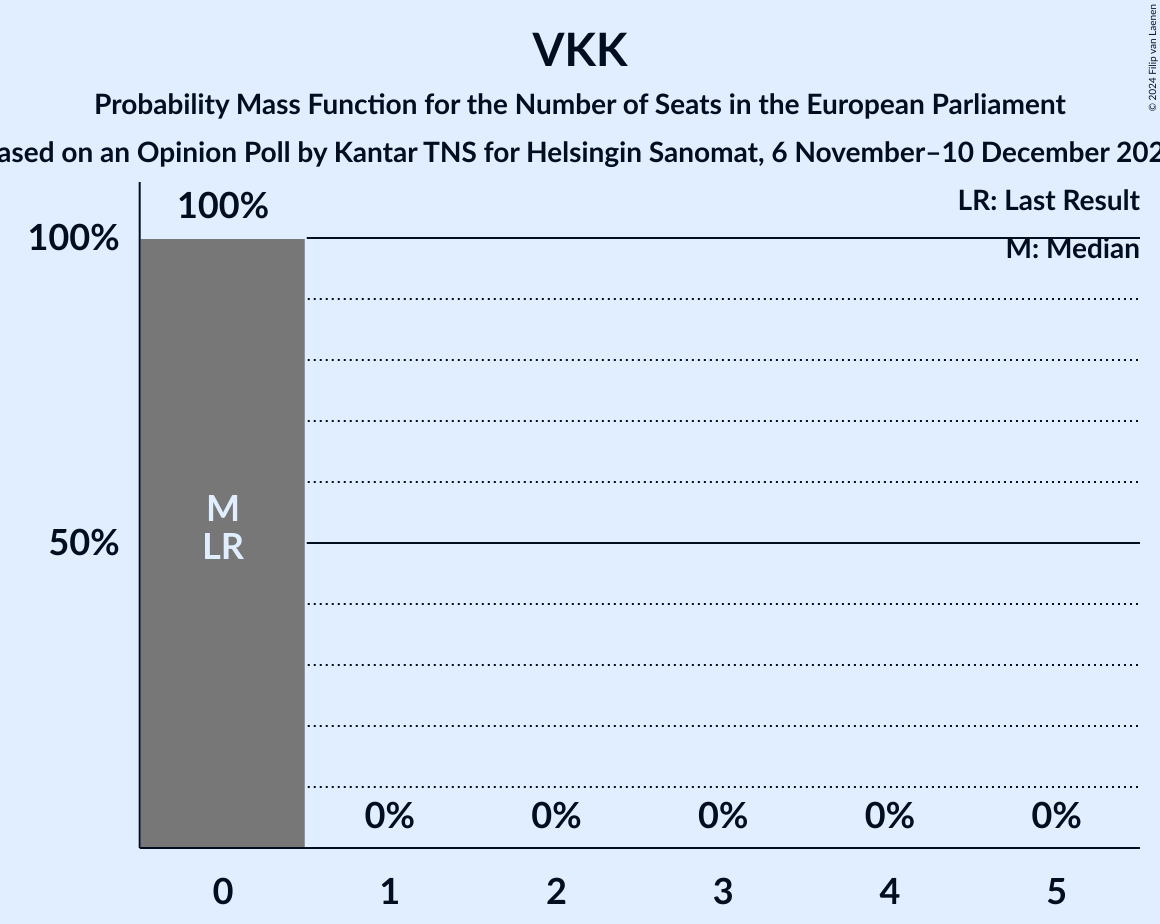 VKK
Probability Mass Function for the Number of Seats in the European Parliament
ased on an Opinion Poll by Kantar TNS for Helsingin Sanomat, 6 November–10 December 202
© 2024 Filip van Laenen
LR: Last Result
M: Median
100%
100%
50%
M
LR
0% 0% 0% 0% 0%
0 1 2 3 4 5